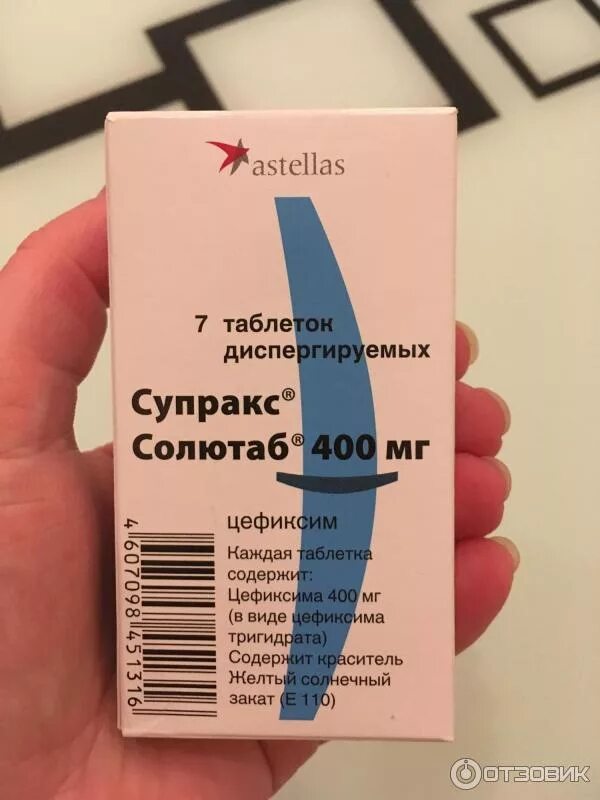 astellas
7 таблеток
диспергируемых
Супракс®
Солютаб® 400 мг
цефиксим
Каждая таблетка
содержит:
Цефиксима 400 мг
(в виде цефиксима
тригидрата)
Содержит краситель
Желтый солнечный
закат (Е 110)
4 607098 451316
ОТЗОВИК